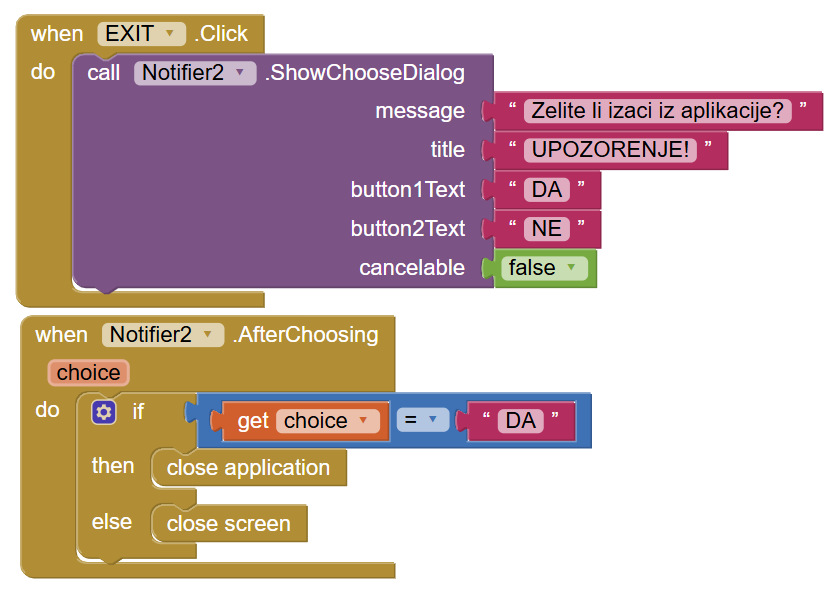 when EXIT .Click
do call Notifier2 .ShowChooseDialog
message “ Zelite li izaci iz aplikacije? ”
title “ UPOZORENJE! ”
button1Text “ DA ”
button2Text “ NE ”
cancelable false
when Notifier2 .AfterChoosing
choice
do if get choice = “ DA ”
then close application
else close screen